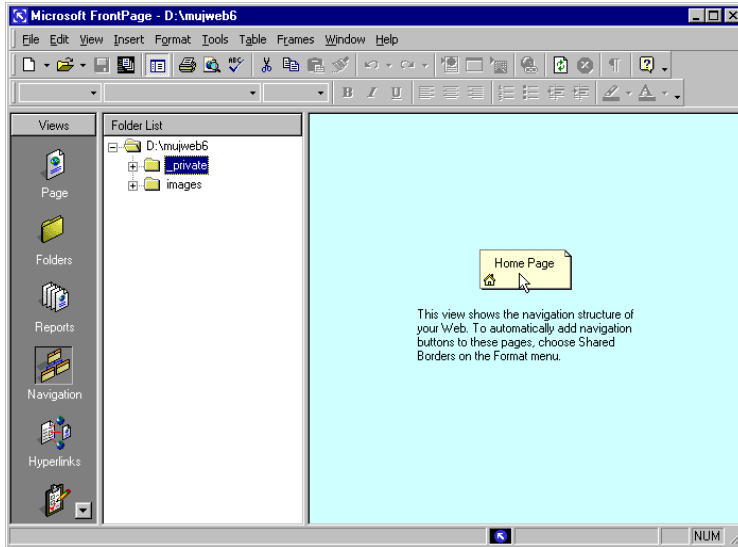 Microsoft FrontPage - D:\mujweb6
File Edit View Insert Format Tools Table Frames Window Help
B I U A
Views
Folder List
D:\mujweb6
_private
images
Page
Folders
Reports
Navigation
Hyperlinks
Home Page
This view shows the navigation structure of
your Web. To automatically add navigation
buttons to these pages, choose Shared
Borders on the Format menu.
NUM